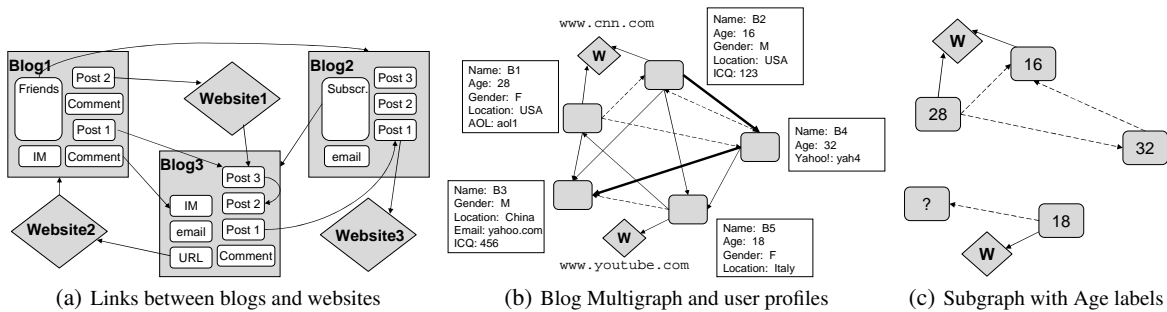 Blog1
Friends
Post 2
Comment
Post 1
IM
Comment
Website1
Blog2
Subscr.
Post 3
Post 2
Post 1
email
Blog3
Post 3
IM
Post 2
email
Post 1
URL
Comment
Website2
Website3
(a) Links between blogs and websites
www.cnn.com
W
Name: B1
Age: 28
Gender: F
Location: USA
AOL: aol1
Name: B2
Age: 16
Gender: M
Location: USA
ICQ: 123
Name: B4
Age: 32
Yahoo!: yah4
Name: B3
Gender: M
Location: China
Email: yahoo.com
ICQ: 456
W
www.youtube.com
Name: B5
Age: 18
Gender: F
Location: Italy
(b) Blog Multigraph and user profiles
W
16
28
32
?
18
W
(c) Subgraph with Age labels